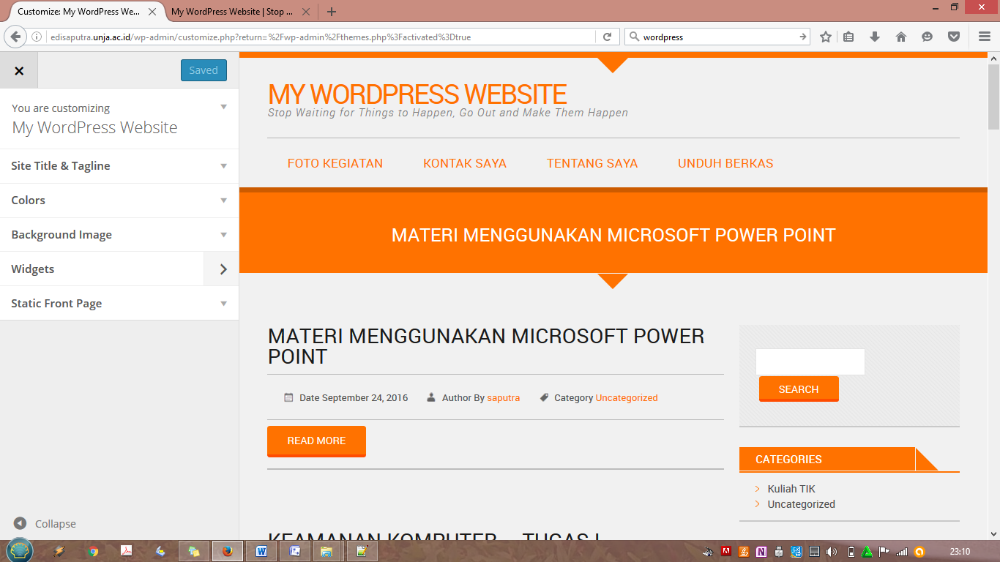 Customize: My WordPress We...
My WordPress Website | Stop ...
edisaputra.unja.ac.id/wp-admin/customize.php?return=%2Fwp-admin%2Fthemes.php%3Factivated%3Dtrue
wordpress
Saved
You are customizing
My WordPress Website
Site Title & Tagline
Colors
Background Image
Widgets
Static Front Page
Collapse
MY WORDPRESS WEBSITE
Stop Waiting for Things to Happen, Go Out and Make Them Happen
FOTO KEGIATAN KONTAK SAYA TENTANG SAYA UNDUH BERKAS
MATERI MENGGUNAKAN MICROSOFT POWER POINT
MATERI MENGGUNAKAN MICROSOFT POWER
POINT
Date September 24, 2016 Author By saputra Category Uncategorized
READ MORE
SEARCH
CATEGORIES
Kuliah TIK
Uncategorized
KEAMANAN KOMPUTER
23:10